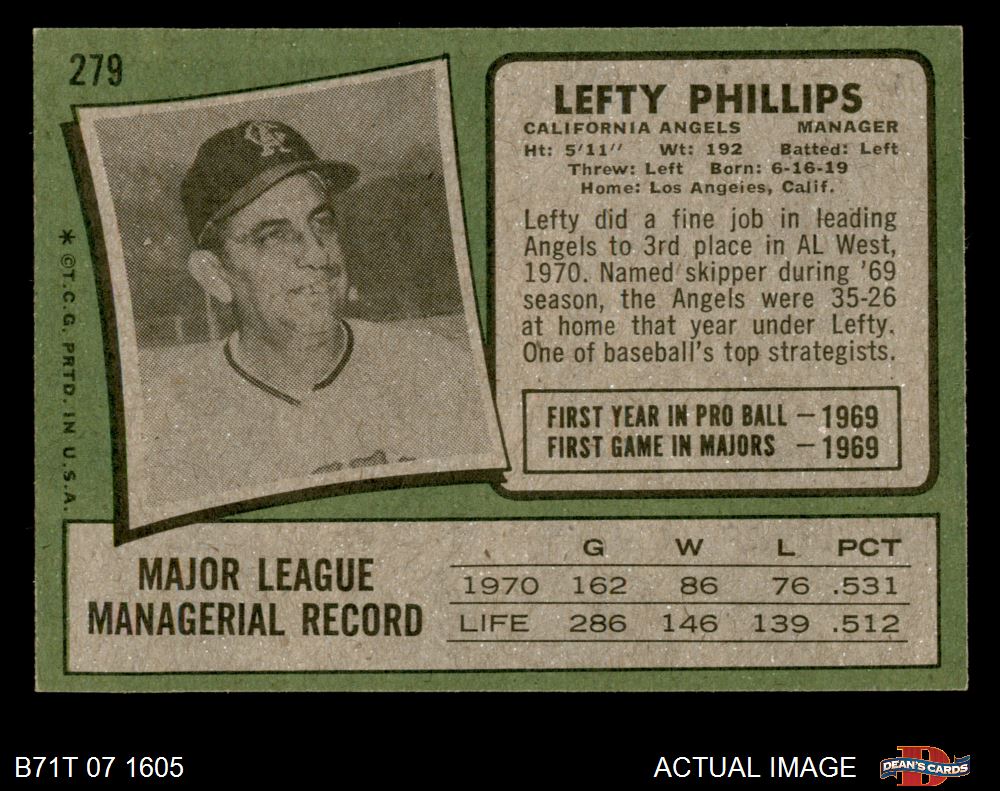 279
LEFTY PHILLIPS
CALIFORNIA ANGELS MANAGER
Ht: 5'11" Wt: 192 Batted: Left
Threw: Left Born: 6-16-19
Home: Los Angeies, Calif.
Lefty did a fine job in leading
Angels to 3rd place in AL West,
1970. Named skipper during '69
season, the Angels were 35-26
at home that year under Lefty.
One of baseball's top strategists.
FIRST YEAR IN PRO BALL — 1969
FIRST GAME IN MAJORS — 1969
* © T.C.G. PRTD. IN U.S.A.
CA
MAJOR LEAGUE
MANAGERIAL RECORD
G W L PCT
1970 162 86 76 .531
LIFE 286 146 139 .512
B71T 07 1605
ACTUAL IMAGE
D
DEAN'S CARDS